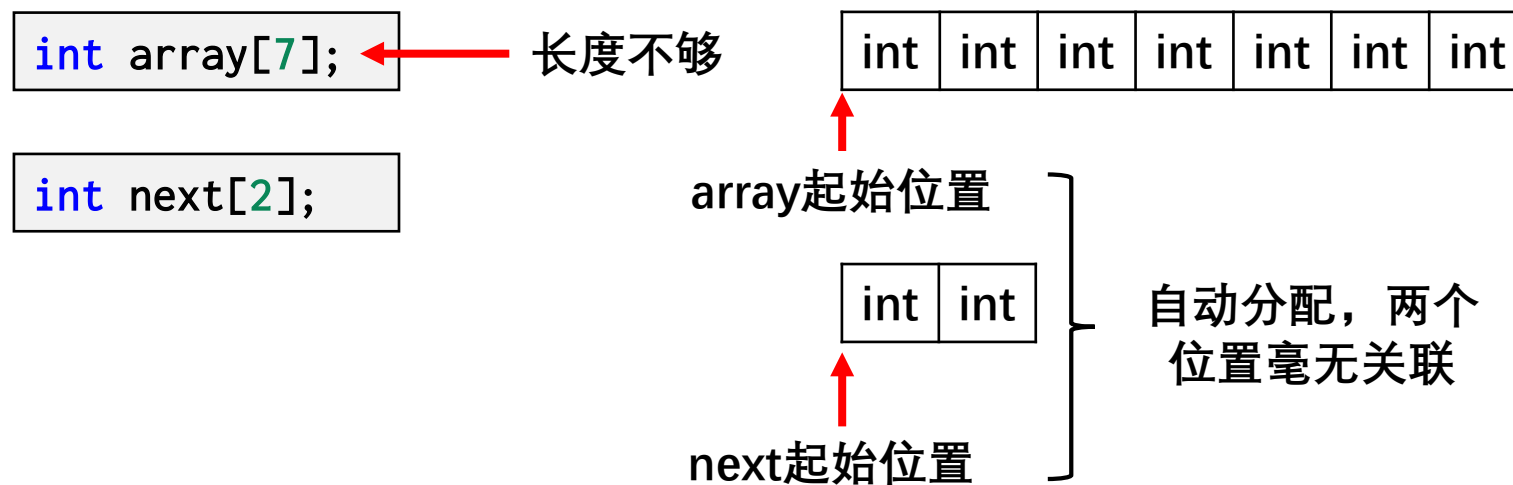 int array[7];
长度不够
int int int int int int int
int next[2];
array起始位置
int int
自动分配，两个
位置毫无关联
next起始位置